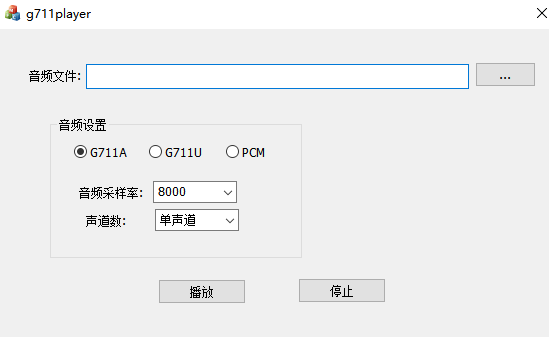 g711player
音频文件:
...
音频设置
G711A G711U PCM
音频采样率: 8000
声道数: 单声道
播放 停止